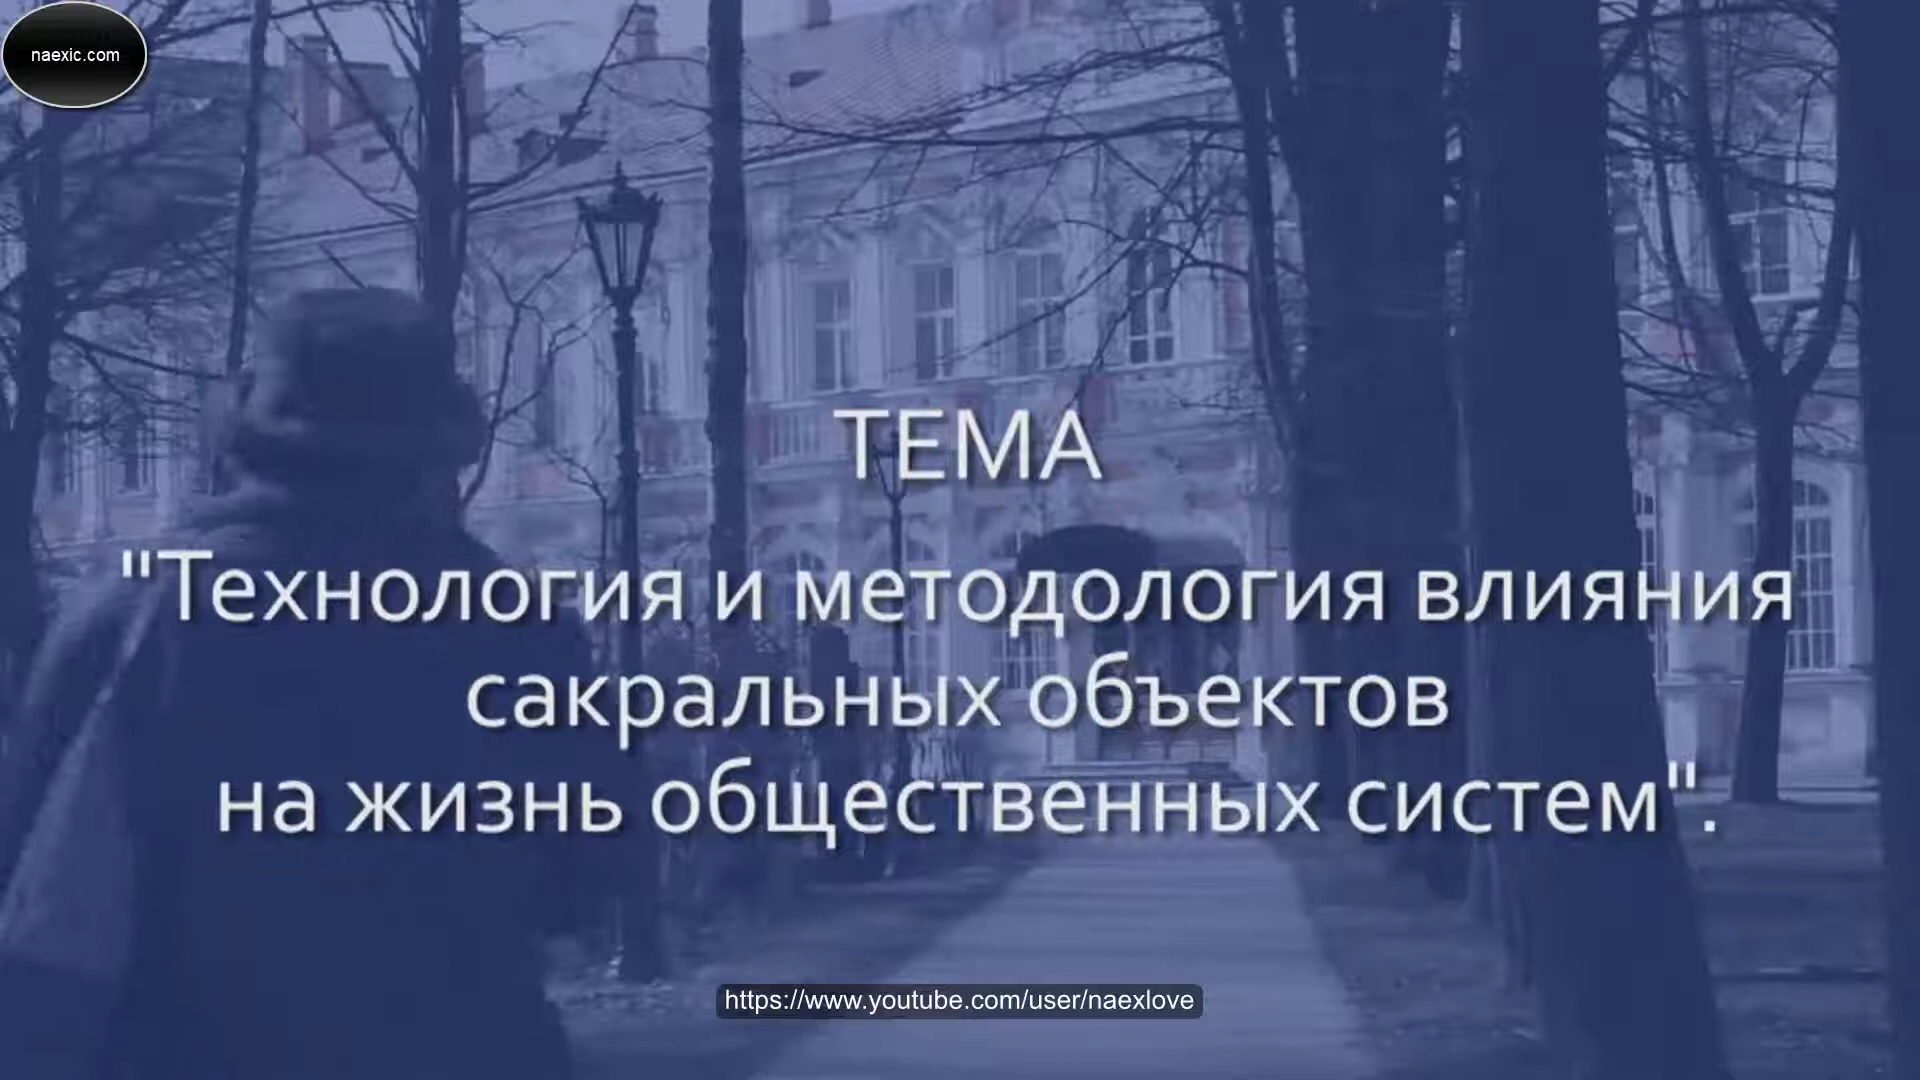 naexic.com
ТЕМА
"Технология и методология влияния
сакральных объектов
на жизнь общественных систем".
https://www.youtube.com/user/naexlove